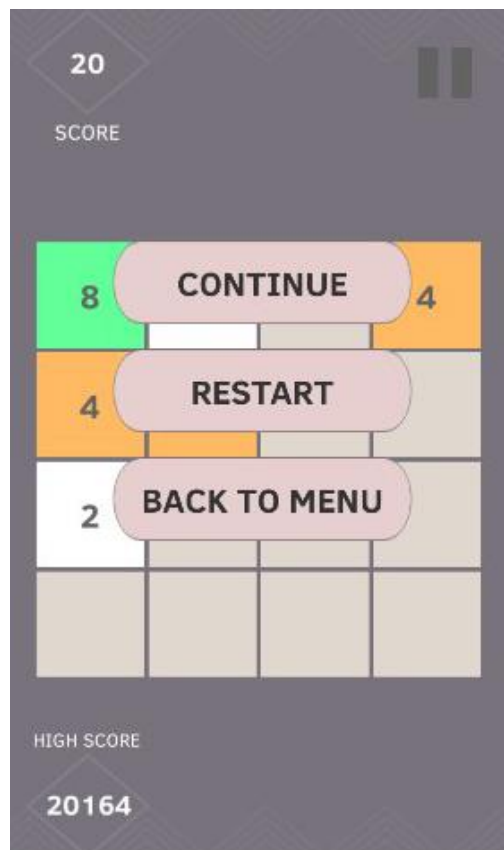 20
SCORE
8 CONTINUE 4
4 RESTART
2 BACK TO MENU
HIGH SCORE
20164